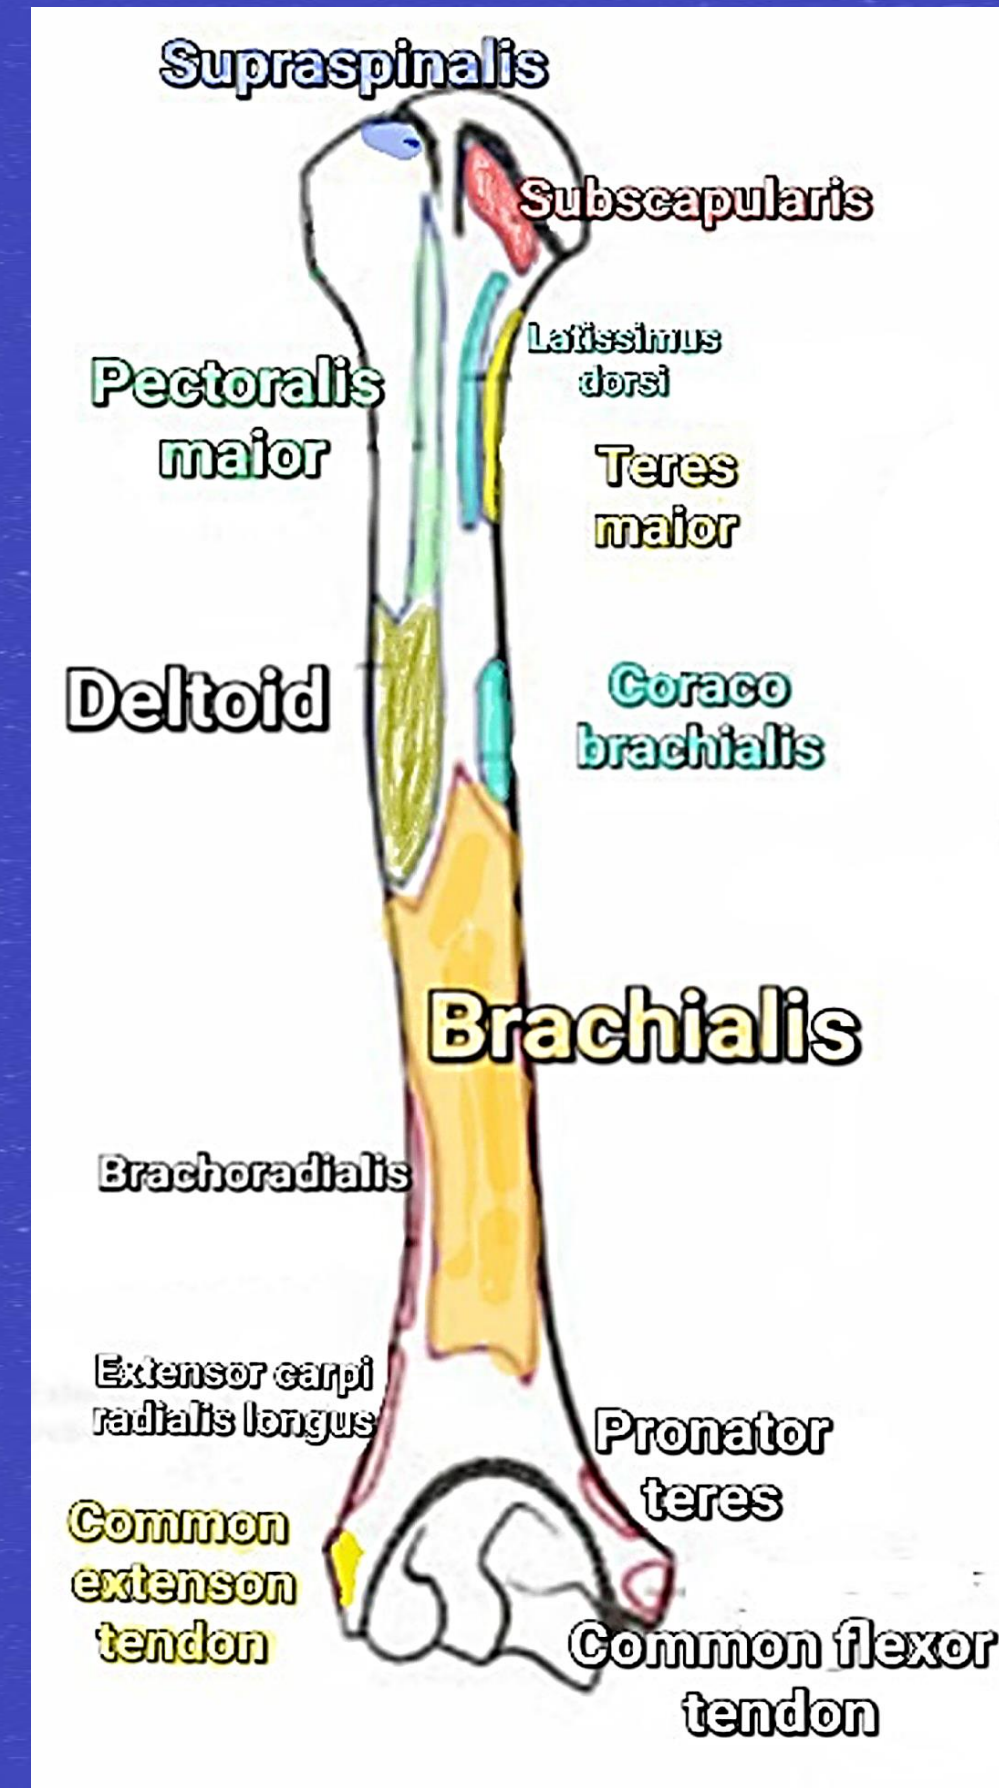 Supraspinalis
Subscapularis
Latissimus
dorsi
Pectoralis
maior
Teres
maior
Deltoid
Coraco
brachialis
Brachialis
Brachoradialis
Extensor carpi
radialis longus
Pronator
teres
Common
extenson
tendon
Common flexor
tendon